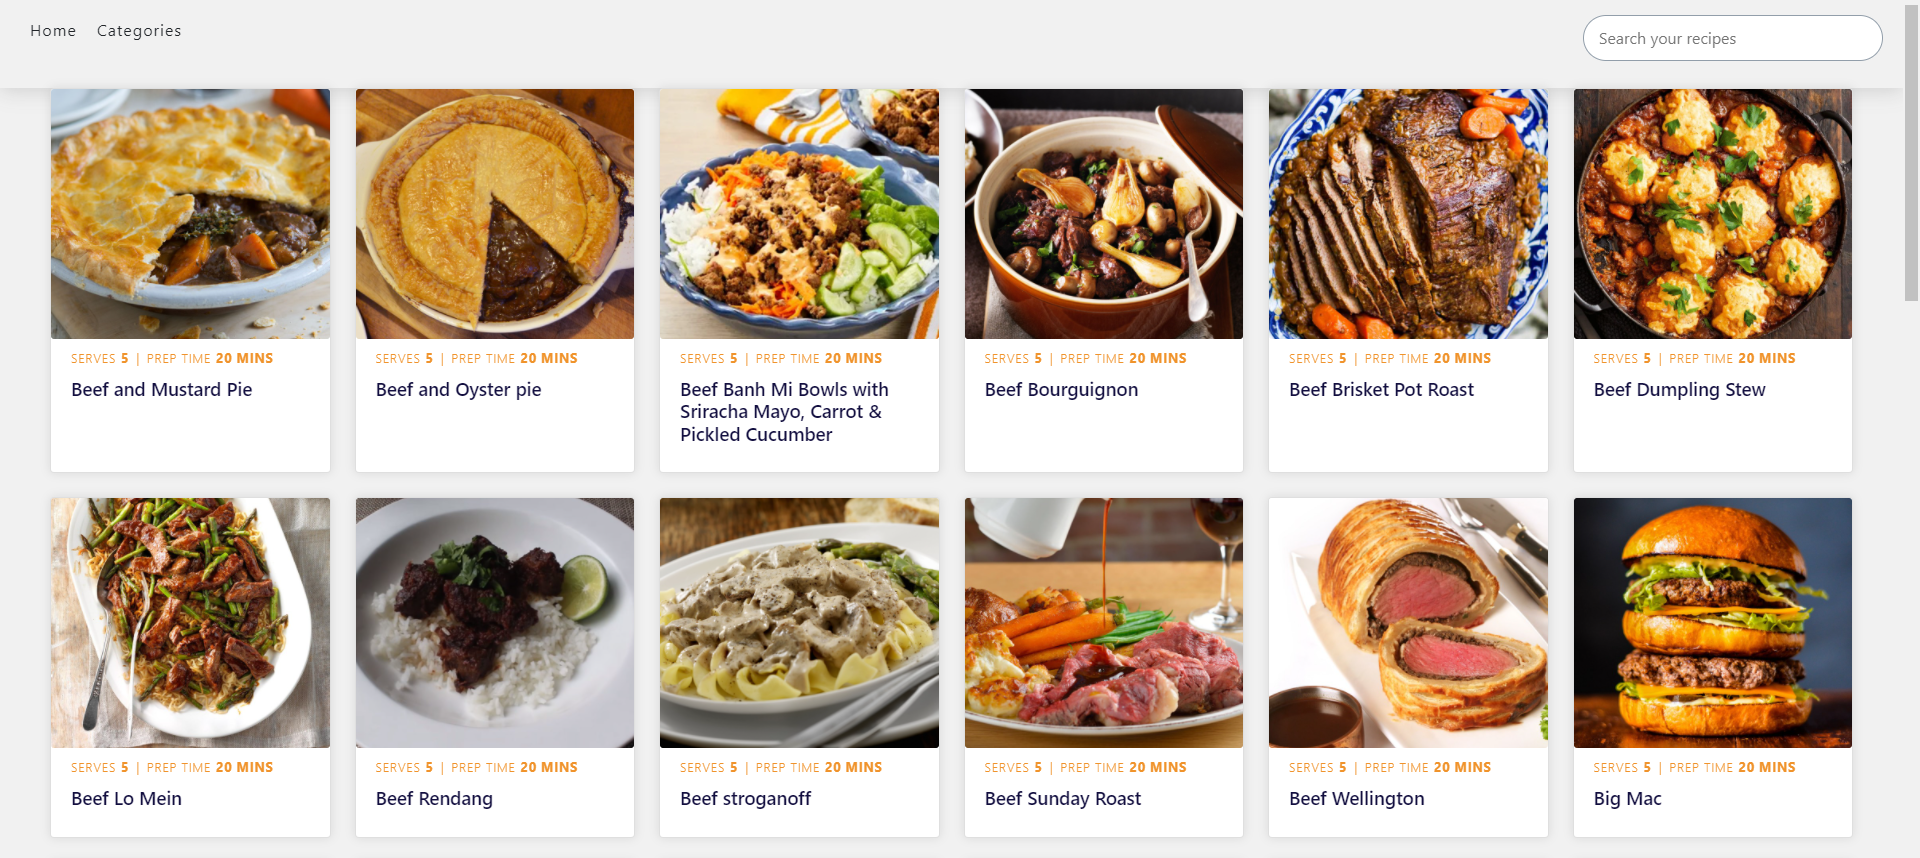 Home Categories
Search your recipes
SERVES 5 | PREP TIME 20 MINS
Beef and Mustard Pie
SERVES 5 | PREP TIME 20 MINS
Beef and Oyster pie
SERVES 5 | PREP TIME 20 MINS
Beef Banh Mi Bowls with
Sriracha Mayo, Carrot &
Pickled Cucumber
SERVES 5 | PREP TIME 20 MINS
Beef Bourguignon
SERVES 5 | PREP TIME 20 MINS
Beef Brisket Pot Roast
SERVES 5 | PREP TIME 20 MINS
Beef Dumpling Stew
SERVES 5 | PREP TIME 20 MINS
Beef Lo Mein
SERVES 5 | PREP TIME 20 MINS
Beef Rendang
SERVES 5 | PREP TIME 20 MINS
Beef stroganoff
SERVES 5 | PREP TIME 20 MINS
Beef Sunday Roast
SERVES 5 | PREP TIME 20 MINS
Beef Wellington
SERVES 5 | PREP TIME 20 MINS
Big Mac